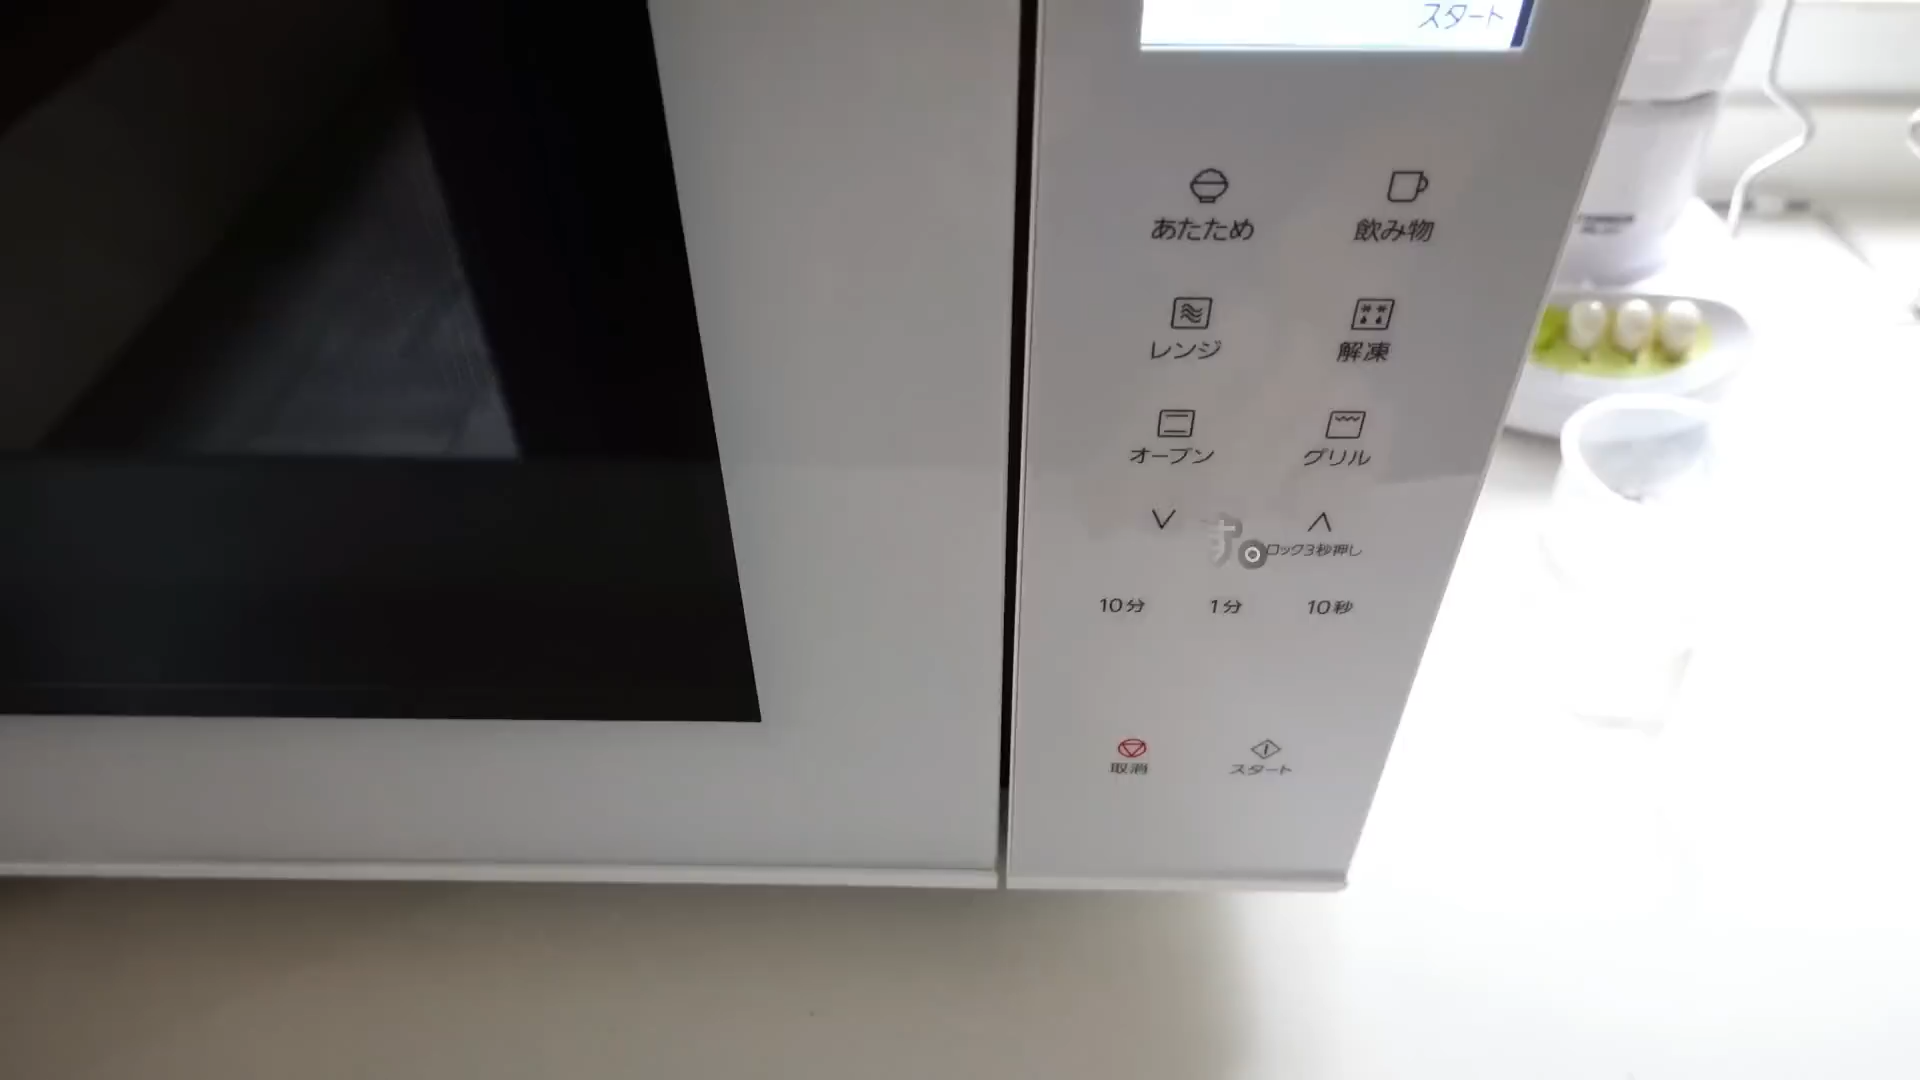 スタート
あたため 飲み物
レンジ 解凍
オーブン グリル
す。
ロック3秒押し
10分 1分 10秒
取消 スタート